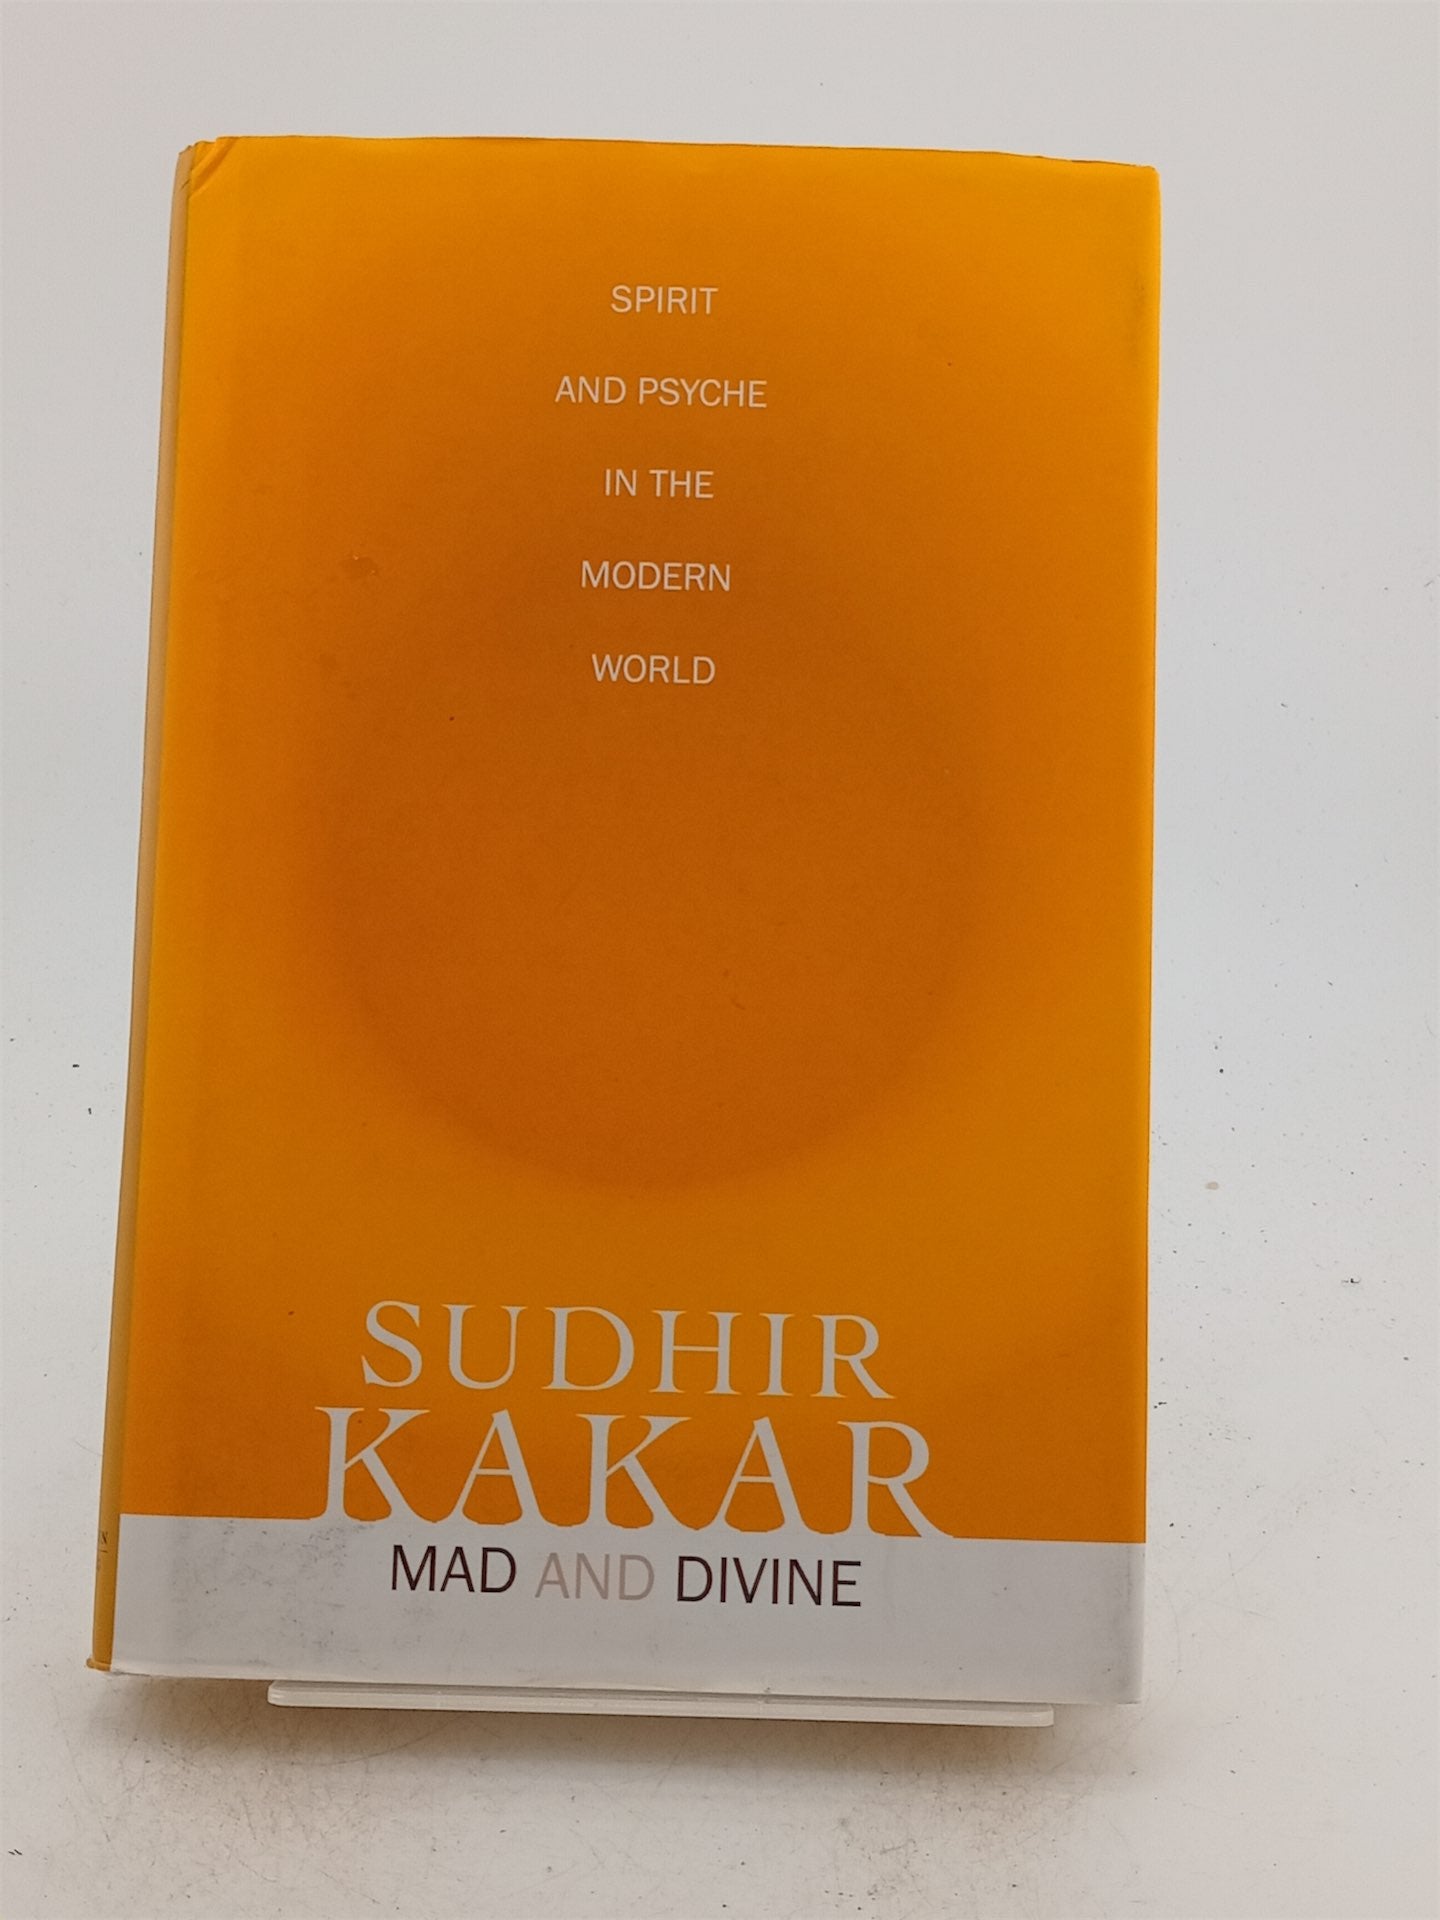 SPIRIT
AND PSYCHE
IN THE
MODERN
WORLD
SUDHIR
KAKAR
MAD AND DIVINE